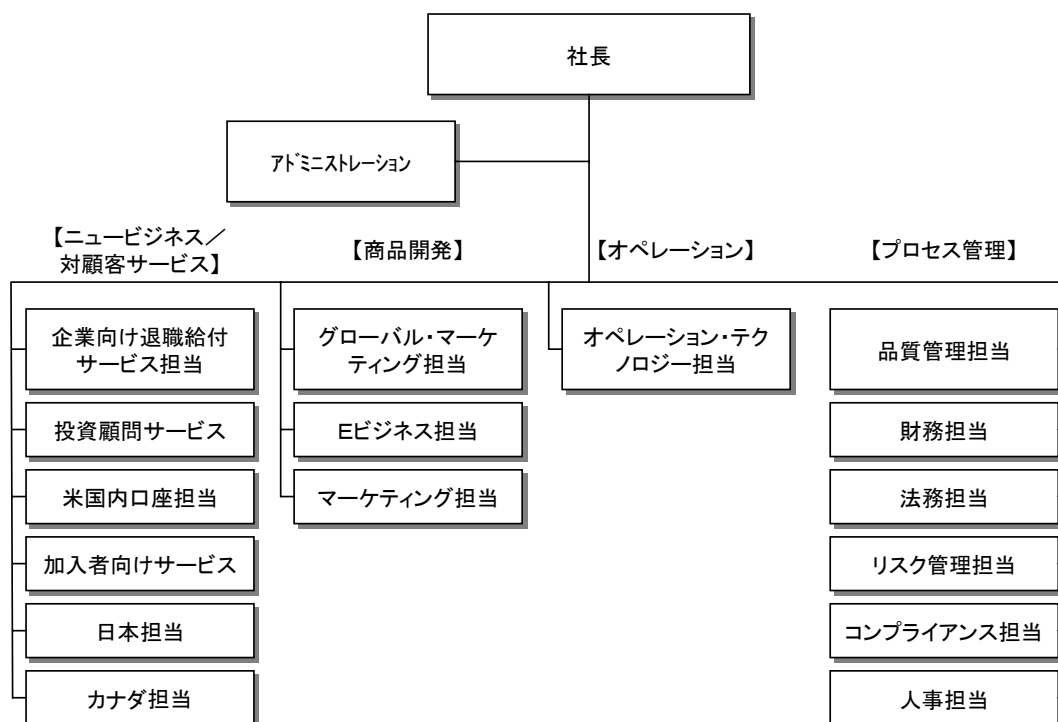 社長
アドミニストレーション
【ニュービジネス／
対顧客サービス】
【商品開発】
【オペレーション】
【プロセス管理】
企業向け退職給付
サービス担当
投資顧問サービス
米国内口座担当
加入者向けサービス
日本担当
カナダ担当
グローバル・マーケ
ティング担当
Eビジネス担当
マーケティング担当
オペレーション・テク
ノロジー担当
品質管理担当
財務担当
法務担当
リスク管理担当
コンプライアンス担当
人事担当